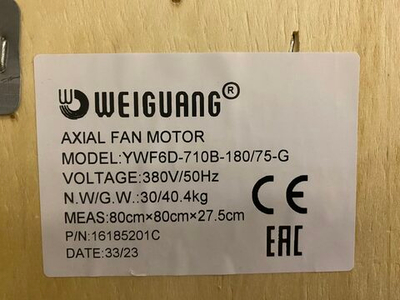 WEIGUANG®
AXIAL FAN MOTOR
MODEL:YWF6D-710B-180/75-G
VOLTAGE:380V/50Hz
N.W/G.W.:30/40.4kg
MEAS:80cm×80cm×27.5cm
P/N:16185201C
DATE:33/23
CE
EAC